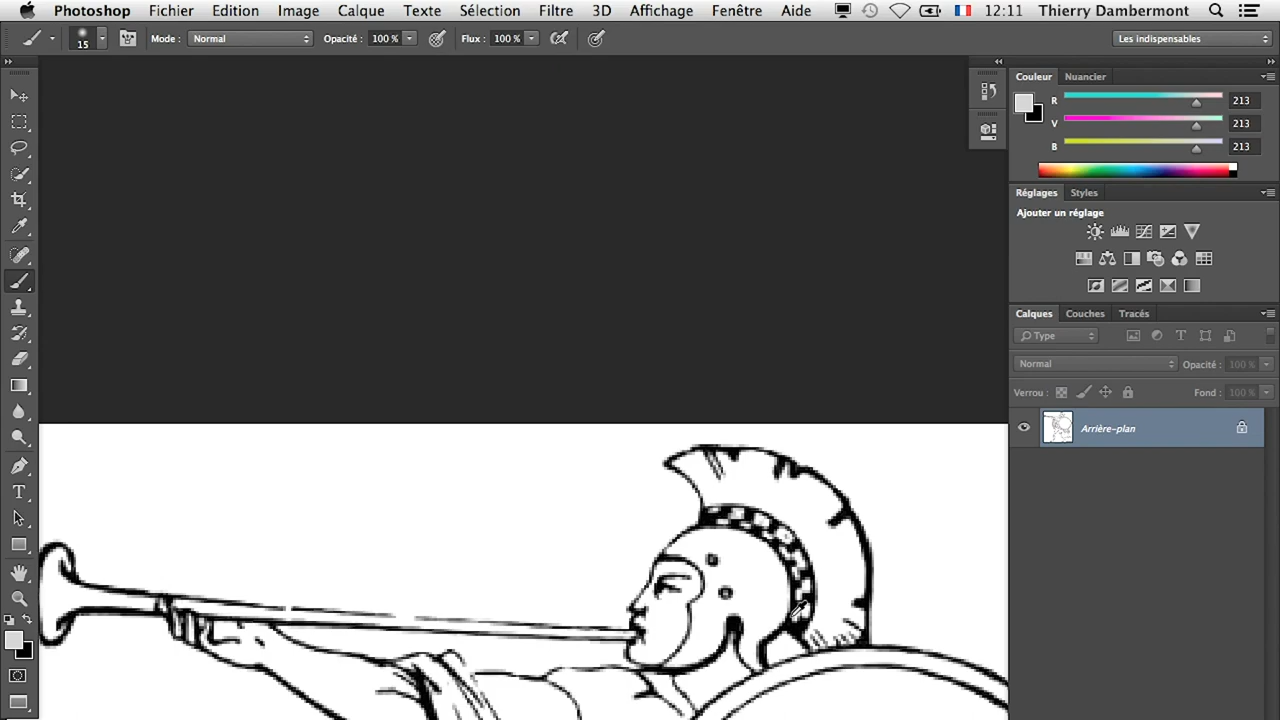 Photoshop Fichier Edition Image Calque Texte Sélection Filtre 3D Affichage Fenêtre Aide 12:11 Thierry Dambermont
15 Mode : Normal Opacité : 100 % Flux : 100 % Les indispensables
Couleur Nuancier
R 213
V 213
B 213
Réglages Styles
Ajouter un réglage
Calques Couches Tracés
Type
Normal Opacité : 100 %
Verrou : Fond : 100 %
Arrière-plan